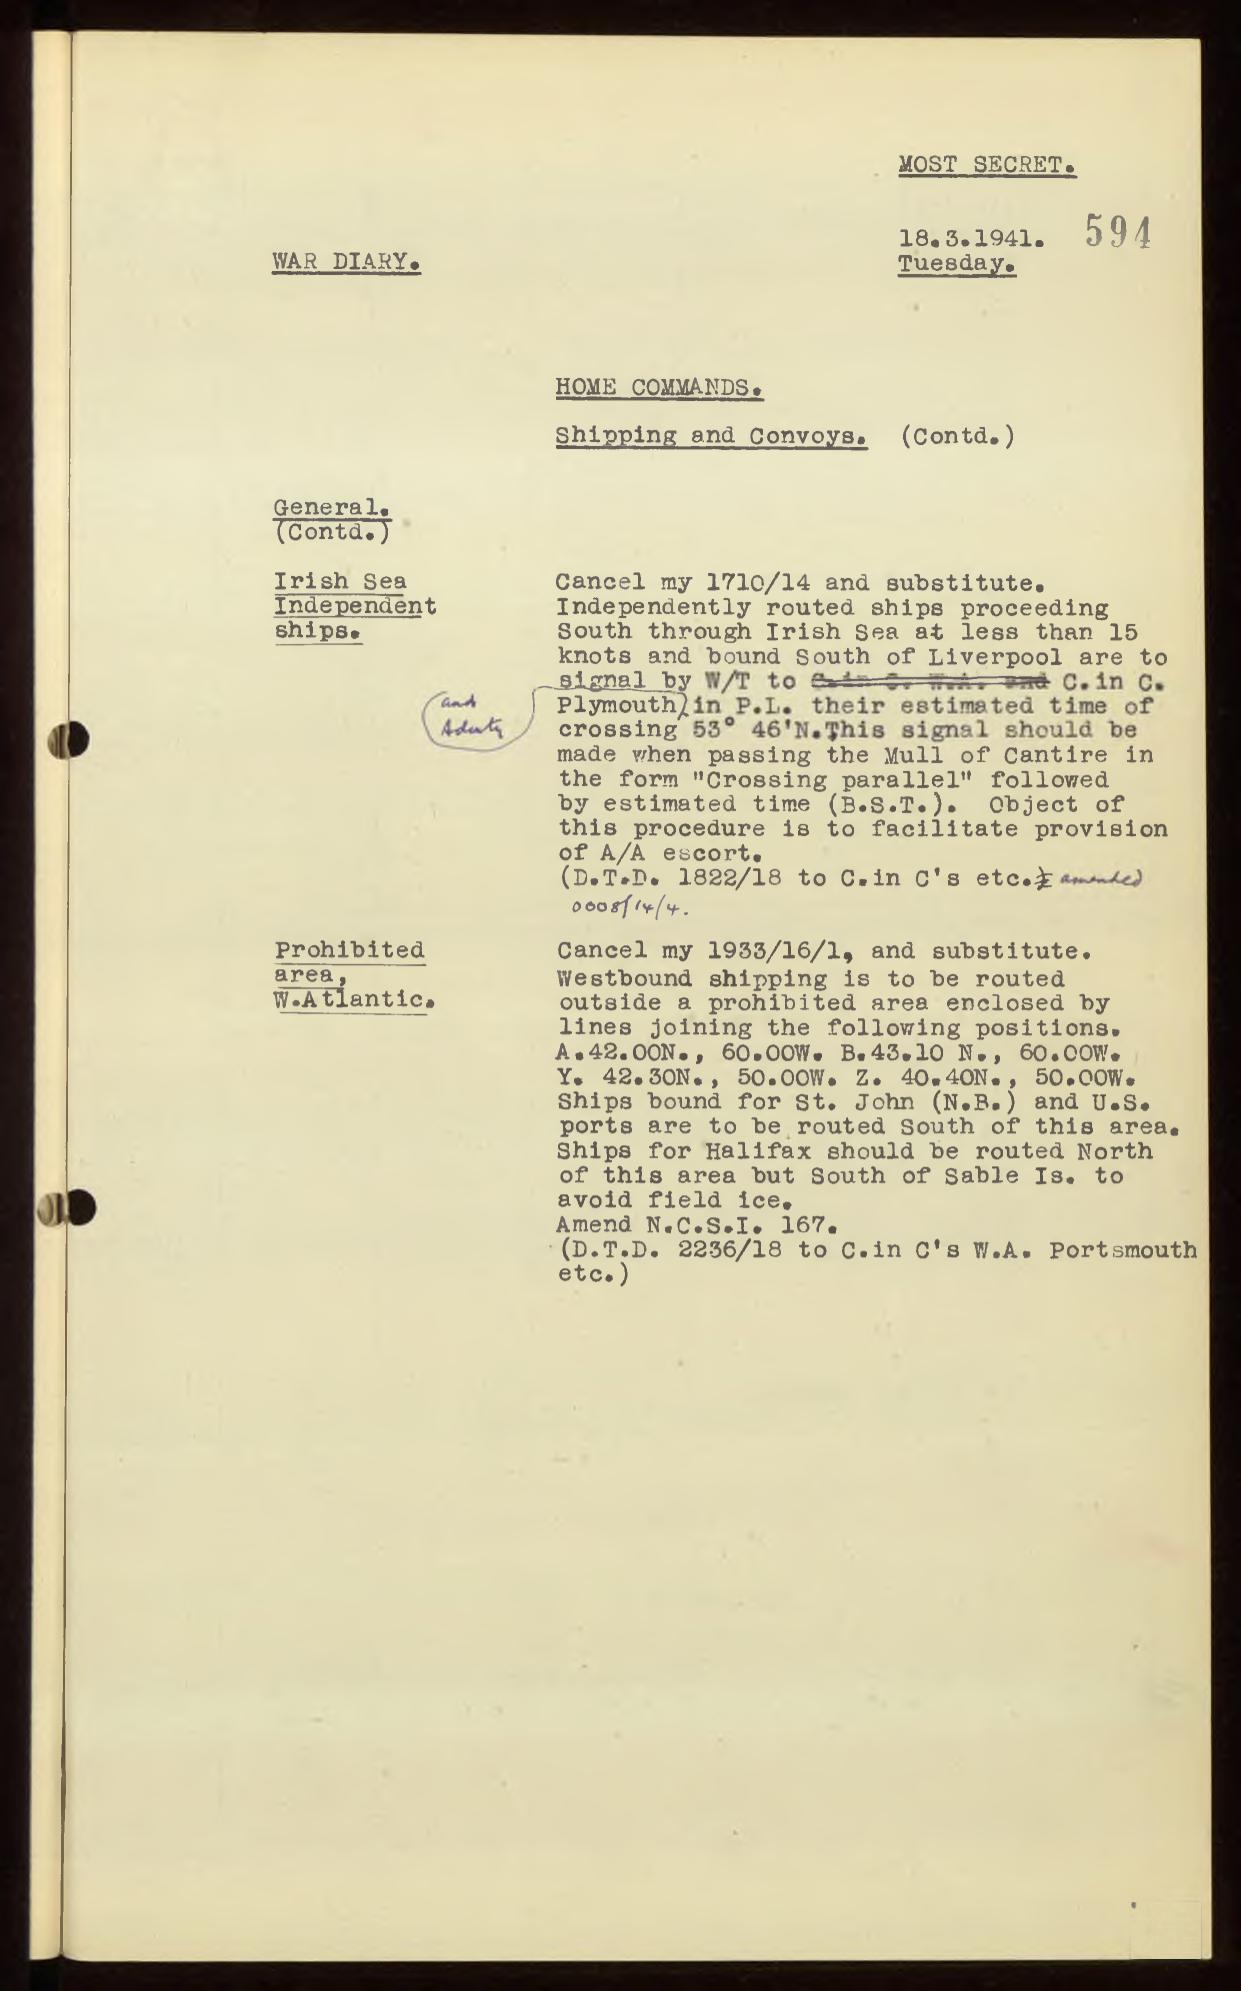 MOST SECRET.
594
18.3.1941.
WAR DIARY.
Tuesday.
HOME COMMANDS.
Shipping and Convoys. (Contd.)
General.
(Contd.)
Irish Sea
Independent
ships.
Cancel my 1710/14 and substitute.
Independently routed ships proceeding
South through Irish Sea at less than 15
knots and bound South of Liverpool are to
signal by W/T to C.in C. W.A. and C.in C.
and
Admty
Plymouth in P.L. their estimated time of
crossing 53° 46'N.This signal should be
made when passing the Mull of Cantire in
the form "Crossing parallel" followed
by estimated time (B.S.T.). Object of
this procedure is to facilitate provision
of A/A escort.
(D.T.D. 1822/18 to C.in C's etc.) amended
0008/14/4.
Prohibited
area,
W.Atlantic.
Cancel my 1933/16/1, and substitute.
Westbound shipping is to be routed
outside a prohibited area enclosed by
lines joining the following positions.
A.42.00N., 60.00W. B.43.10 N., 60.00W.
Y. 42.30N., 50.00W. Z. 40.40N., 50.00W.
Ships bound for St. John (N.B.) and U.S.
ports are to be routed South of this area.
Ships for Halifax should be routed North
of this area but South of Sable Is. to
avoid field ice.
Amend N.C.S.I. 167.
(D.T.D. 2236/18 to C.in C's W.A. Portsmouth
etc.)